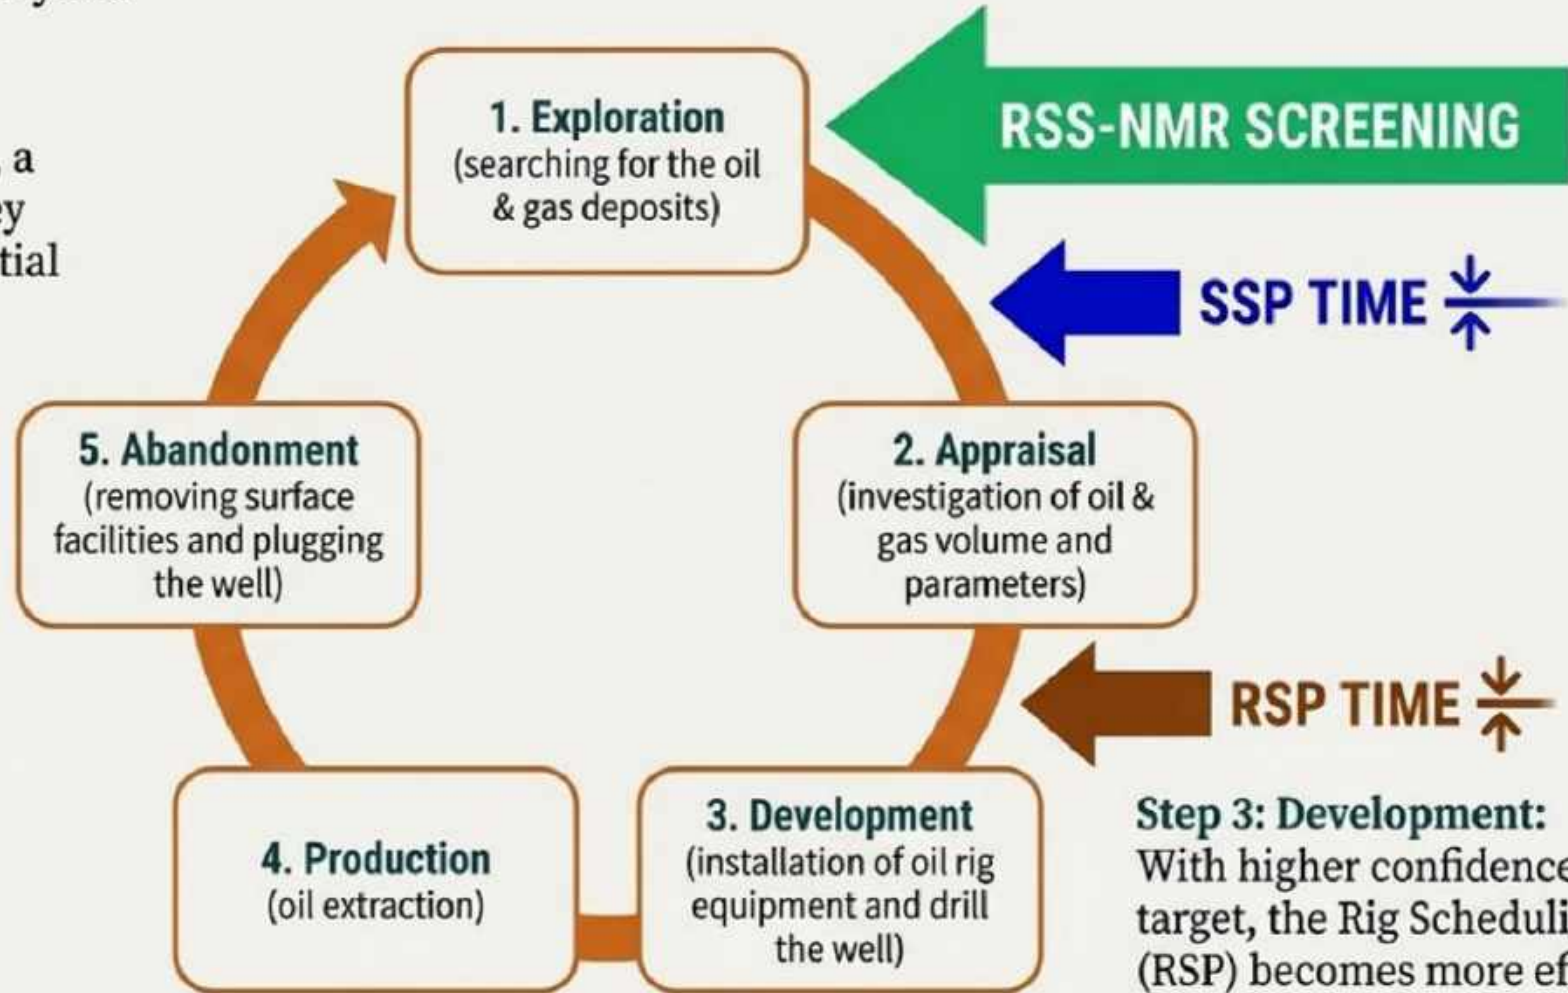 a
ey
tial
1. Exploration
(searching for the oil
& gas deposits)
RSS-NMR SCREENING
SSP TIME
5. Abandonment
(removing surface
facilities and plugging
the well)
2. Appraisal
(investigation of oil &
gas volume and
parameters)
RSP TIME
4. Production
(oil extraction)
3. Development
(installation of oil rig
equipment and drill
the well)
Step 3: Development:
With higher confidence
target, the Rig Scheduli
(RSP) becomes more ef